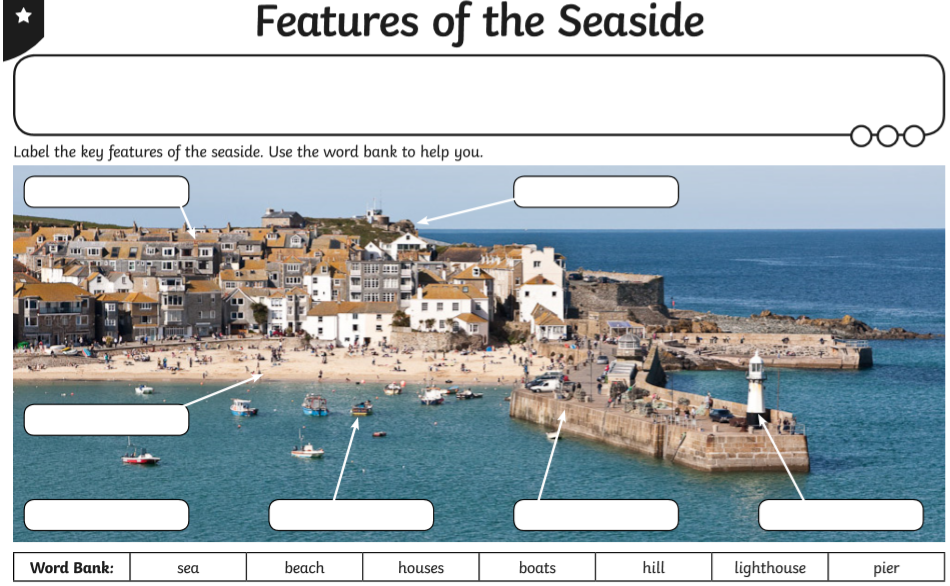 Features of the Seaside
Label the key features of the seaside. Use the word bank to help you.
Word Bank: sea beach houses boats hill lighthouse pier